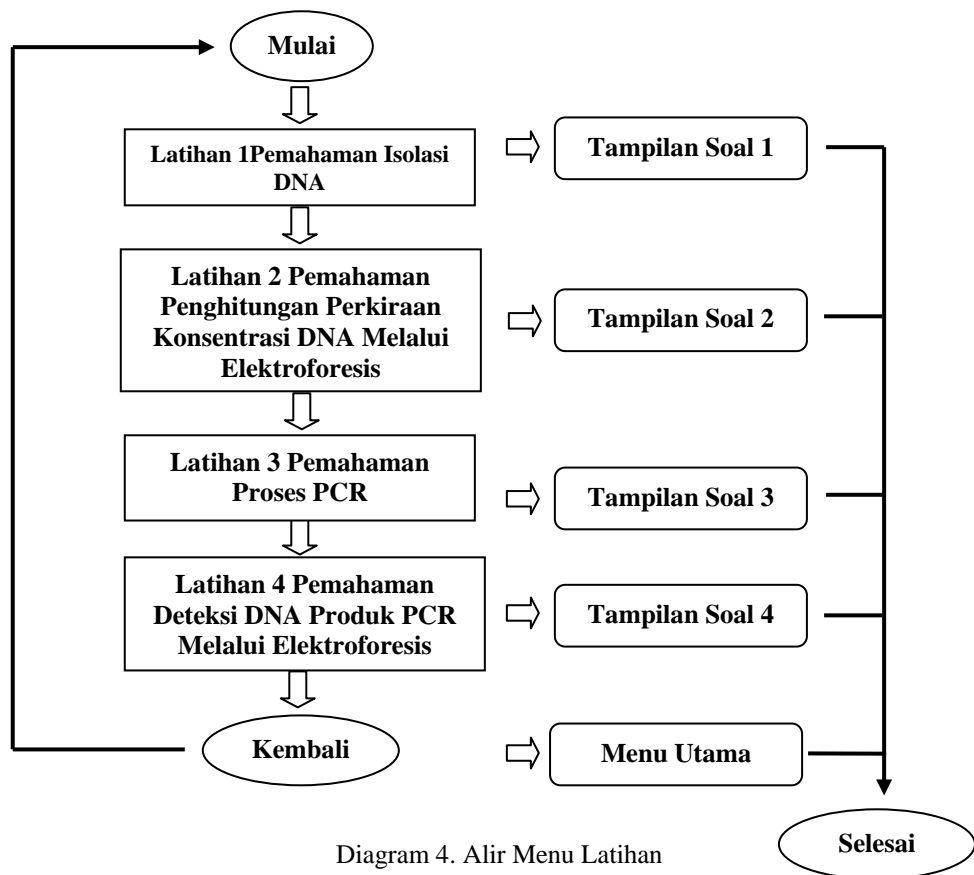 Mulai
Latihan 1Pemahaman Isolasi
DNA
Tampilan Soal 1
Latihan 2 Pemahaman
Penghitungan Perkiraan
Konsentrasi DNA Melalui
Elektroforesis
Tampilan Soal 2
Latihan 3 Pemahaman
Proses PCR
Tampilan Soal 3
Latihan 4 Pemahaman
Deteksi DNA Produk PCR
Melalui Elektroforesis
Tampilan Soal 4
Kembali
Menu Utama
Selesai
Diagram 4. Alir Menu Latihan